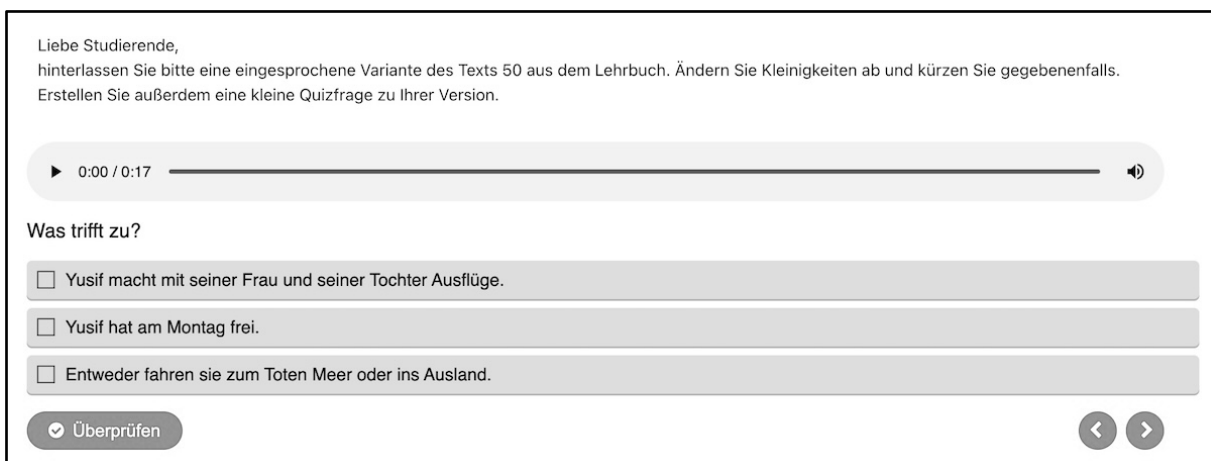 Liebe Studierende,
hinterlassen Sie bitte eine eingesprochene Variante des Texts 50 aus dem Lehrbuch. Ändern Sie Kleinigkeiten ab und kürzen Sie gegebenenfalls.
Erstellen Sie außerdem eine kleine Quizfrage zu Ihrer Version.
0:00 / 0:17
Was trifft zu?
Yusif macht mit seiner Frau und seiner Tochter Ausflüge.
Yusif hat am Montag frei.
Entweder fahren sie zum Toten Meer oder ins Ausland.
Überprüfen